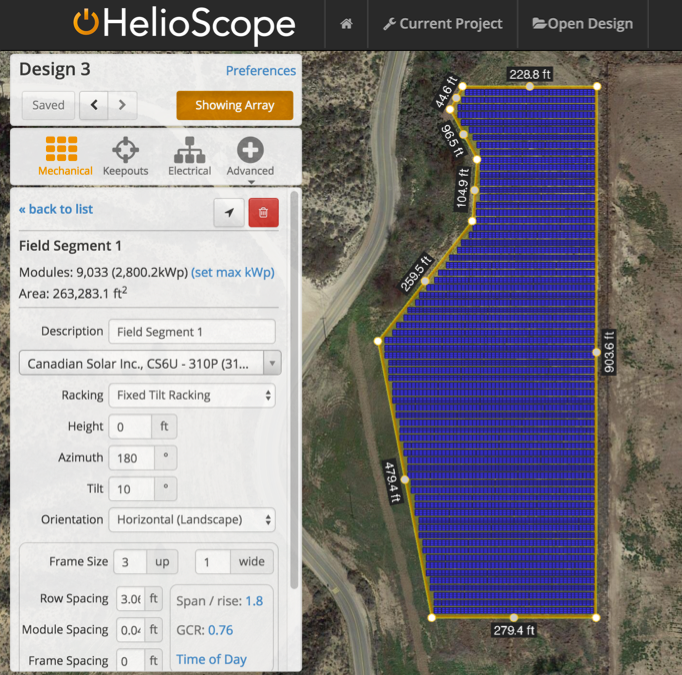 HelioScope
Current Project
Open Design
Design 3
Preferences
Saved
Showing Array
Mechanical
Keepouts
Electrical
Advanced
« back to list
Field Segment 1
Modules: 9,033 (2,800.2kWp) (set max kWp)
Area: 263,283.1 ft²
Description Field Segment 1
Canadian Solar Inc., CS6U - 310P (31...
Racking Fixed Tilt Racking
Height 0 ft
Azimuth 180 °
Tilt 10 °
Orientation Horizontal (Landscape)
Frame Size 3 up 1 wide
Row Spacing 3.0 ft
Module Spacing 0.0 ft
Frame Spacing 0 ft
Span / rise: 1.8
GCR: 0.76
Time of Day
228.8 ft
44.6 ft
96.5 ft
104.9 ft
259.5 ft
903.6 ft
479.4 ft
279.4 ft